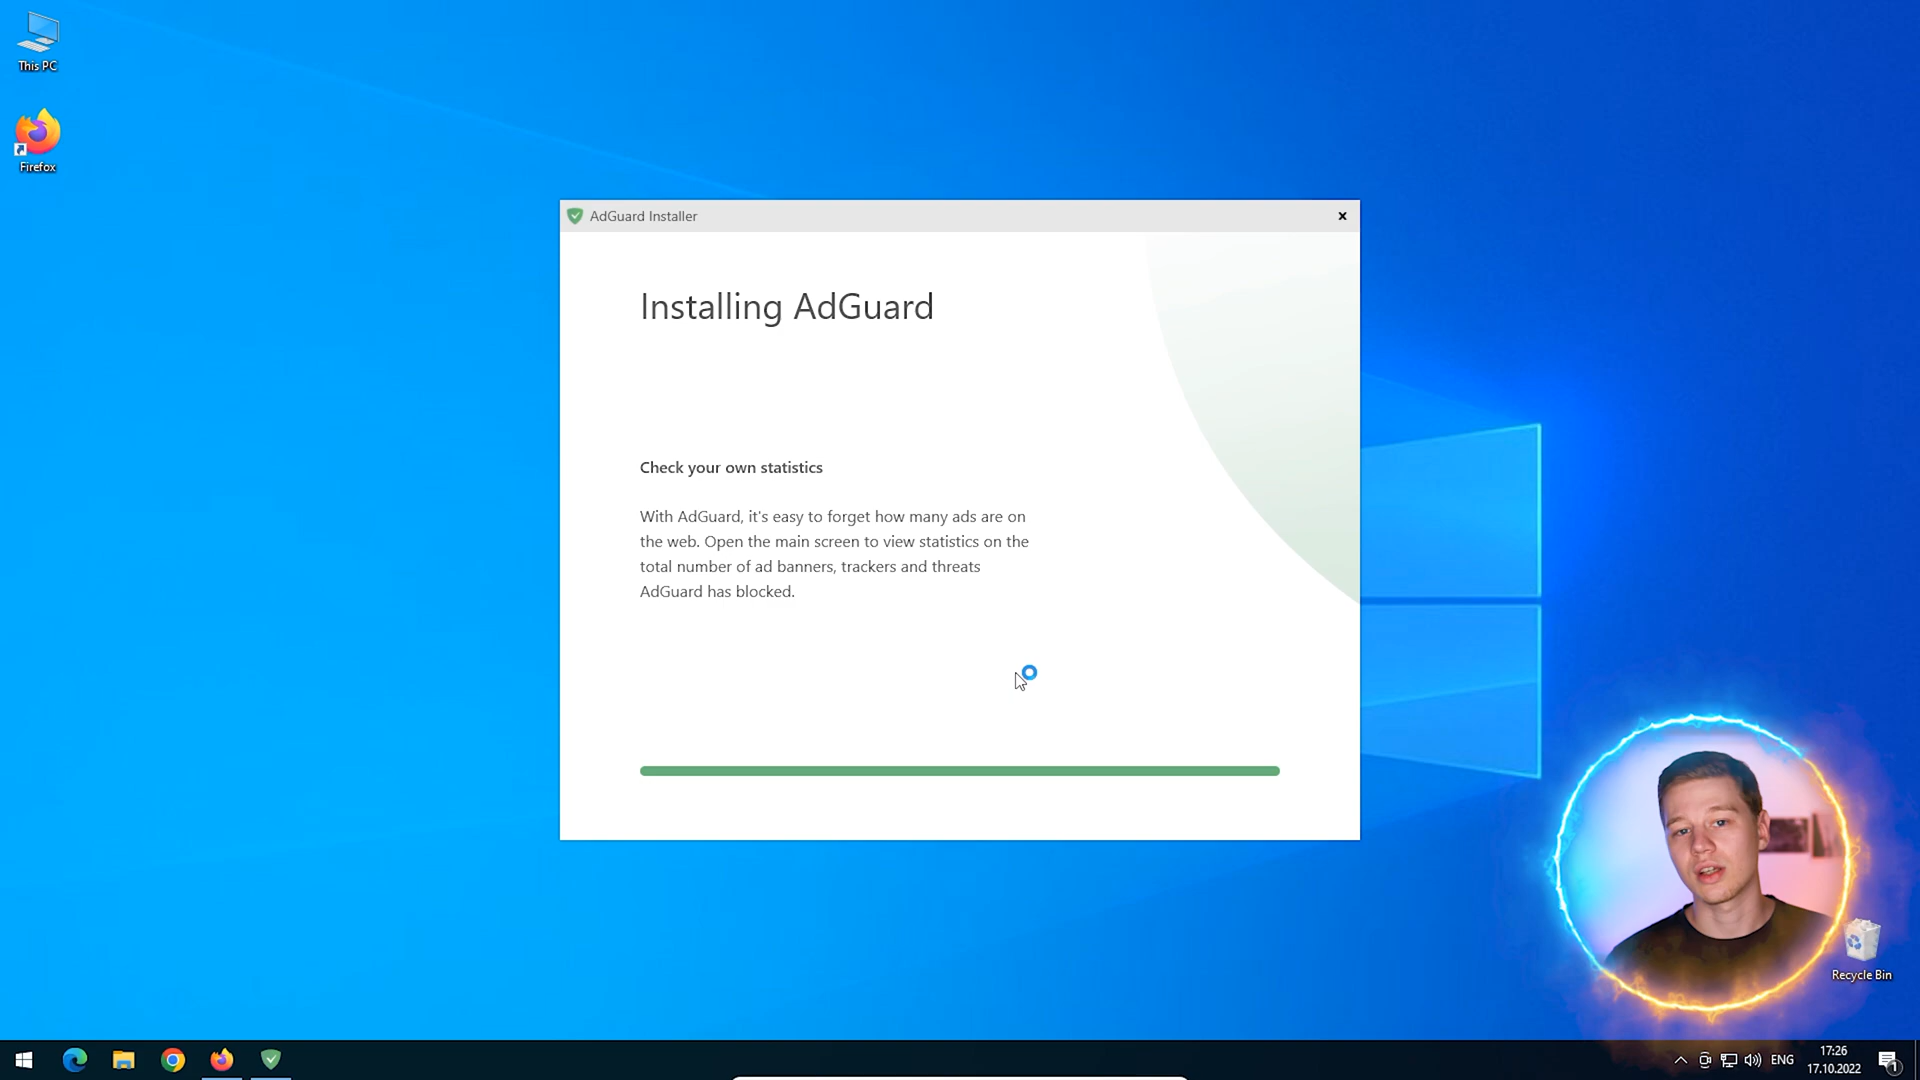 This PC
Firefox
AdGuard Installer
Installing AdGuard
Check your own statistics
With AdGuard, it's easy to forget how many ads are on
the web. Open the main screen to view statistics on the
total number of ad banners, trackers and threats
AdGuard has blocked.
Recycle Bin
ENG
17:26
17.10.2022
1